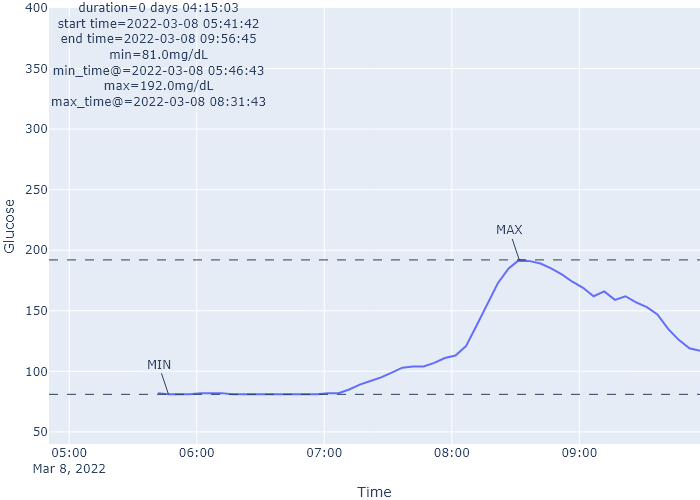 duration=0 days 04:15:03
start time=2022-03-08 05:41:42
end time=2022-03-08 09:56:45
min=81.0mg/dL
min_time@=2022-03-08 05:46:43
max=192.0mg/dL
max_time@=2022-03-08 08:31:43
400
350
300
250
200
150
100
50
Glucose
MAX
MIN
05:00
06:00
07:00
08:00
09:00
Mar 8, 2022
Time